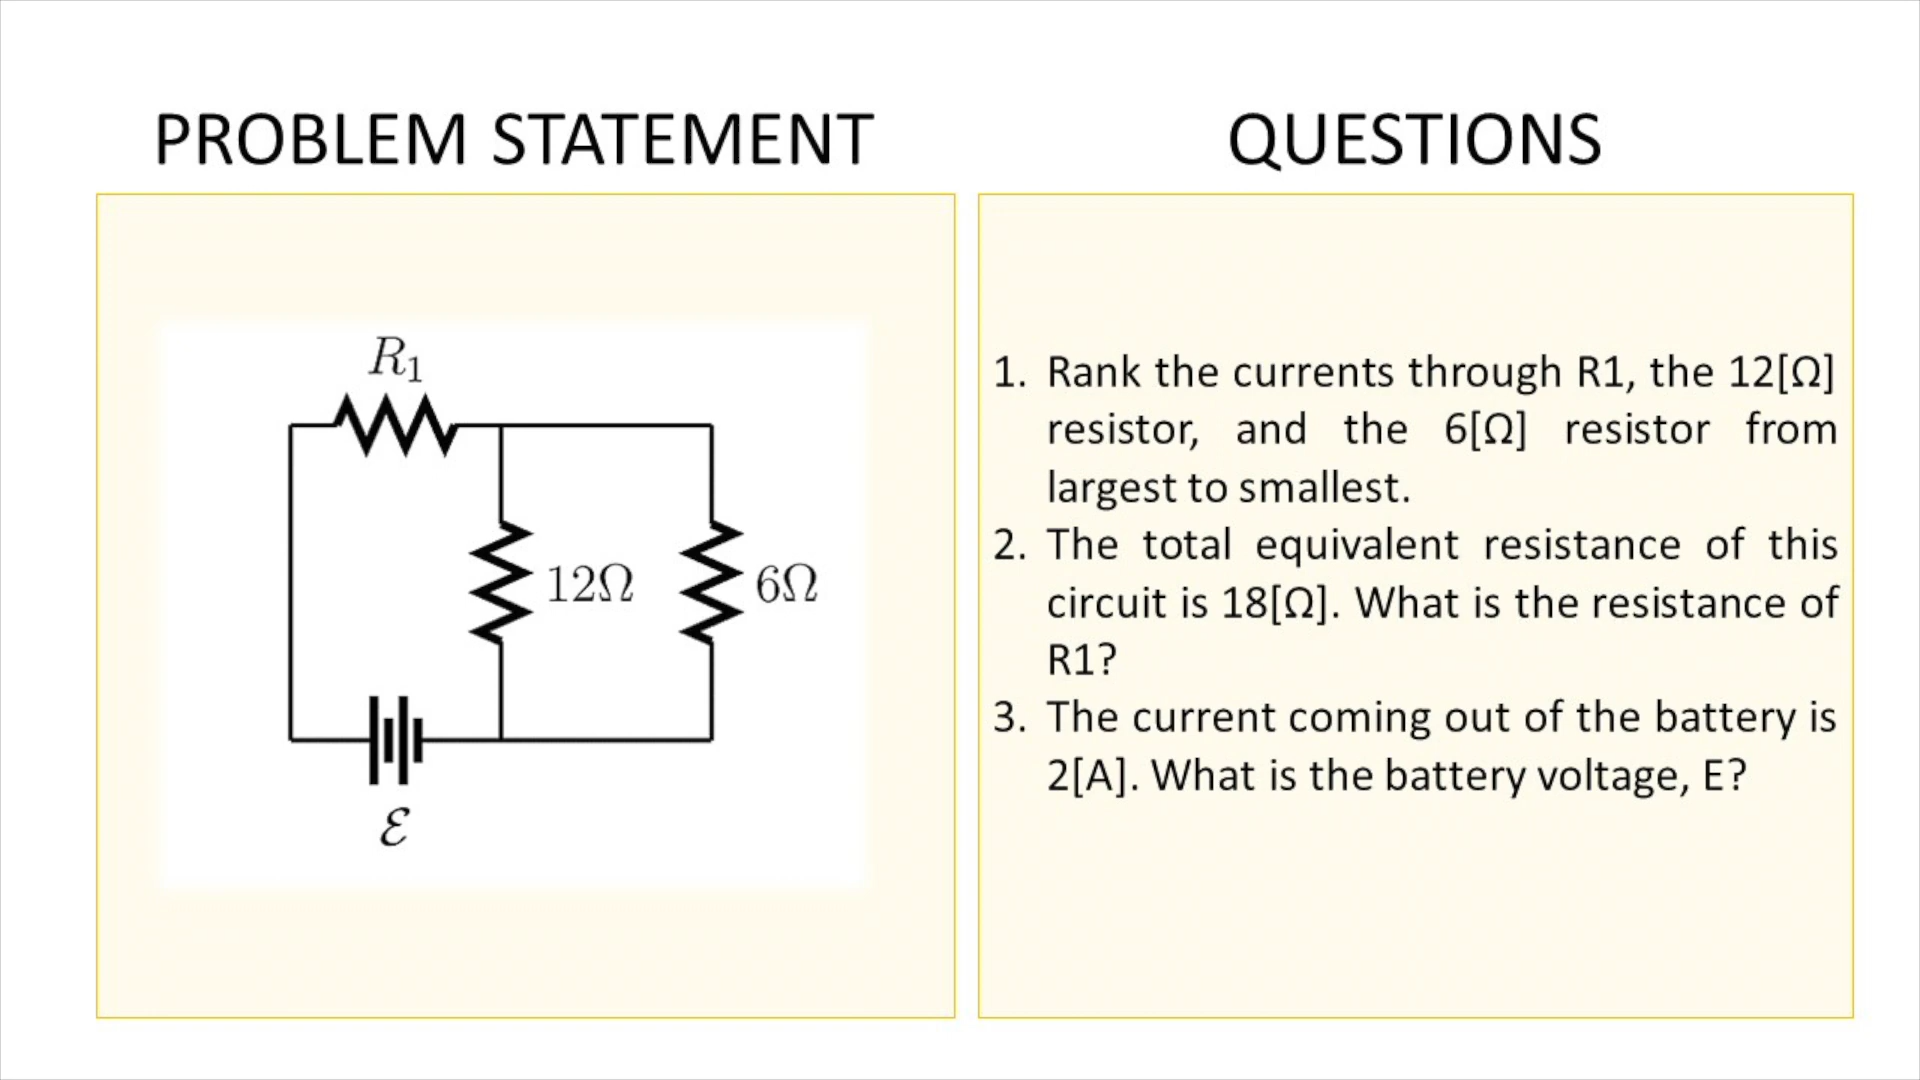 PROBLEM STATEMENT
R₁
12Ω
6Ω
ℰ
QUESTIONS
1. Rank the currents through R1, the 12[Ω]
resistor, and the 6[Ω] resistor from
largest to smallest.
2. The total equivalent resistance of this
circuit is 18[Ω]. What is the resistance of
R1?
3. The current coming out of the battery is
2[A]. What is the battery voltage, E?